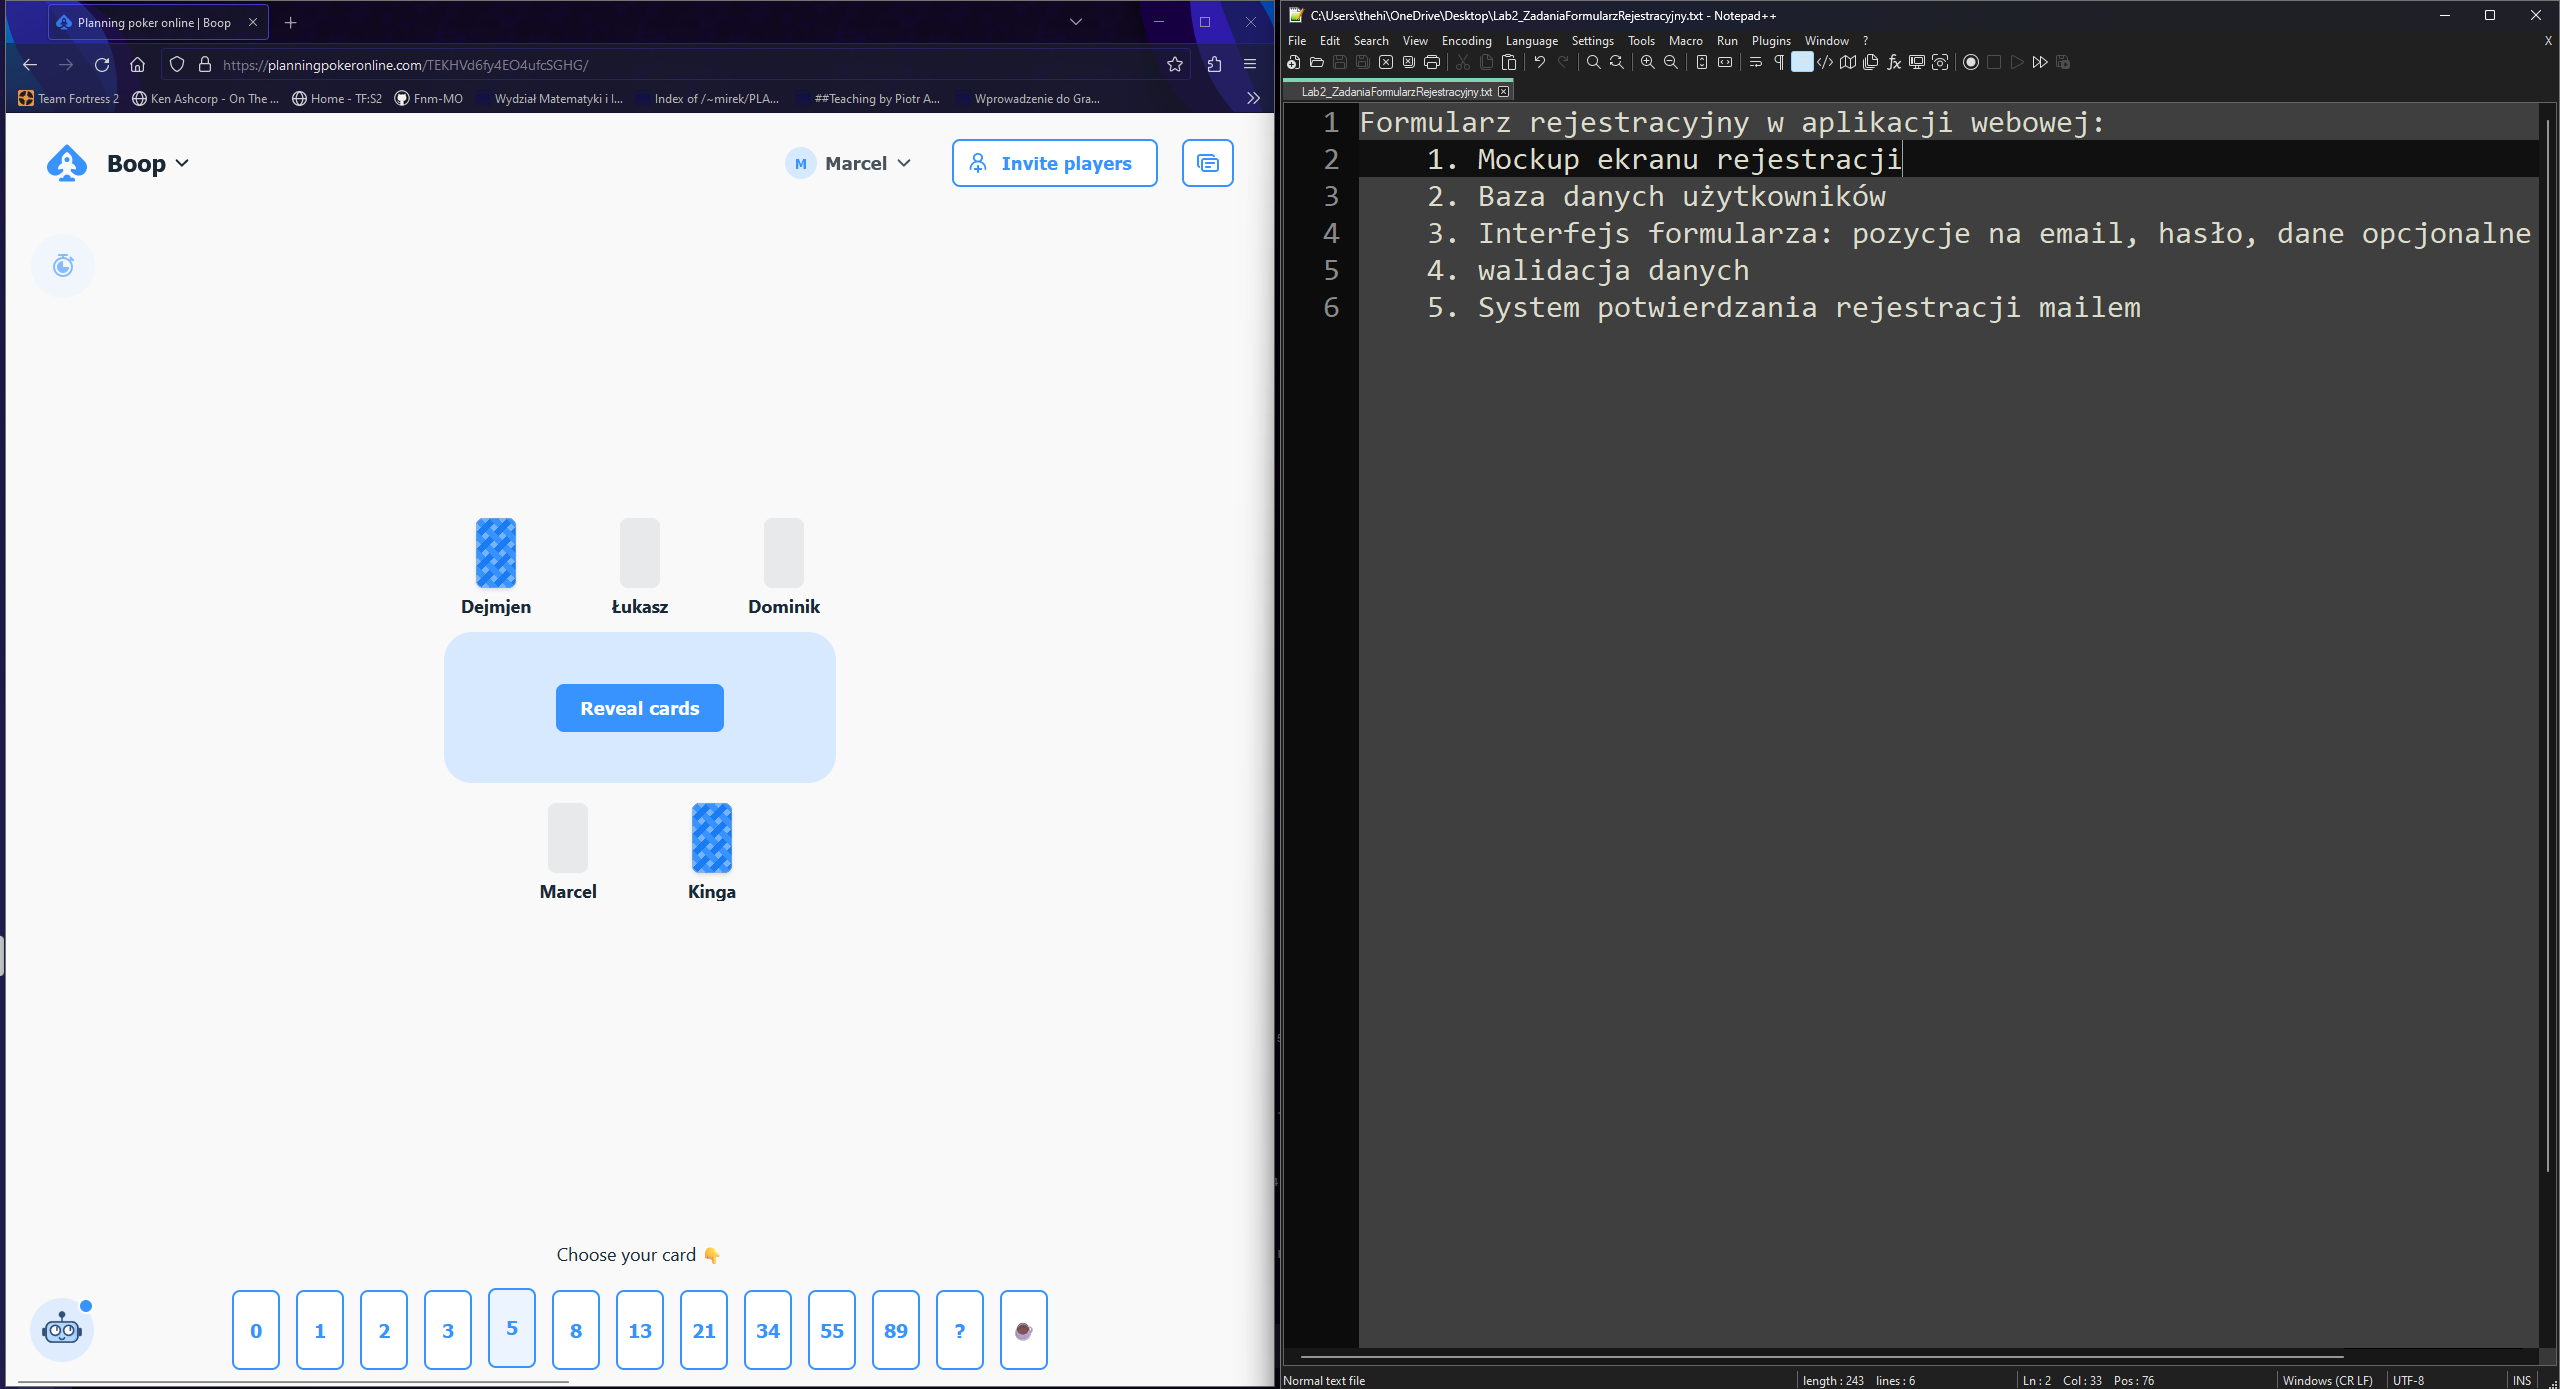 Planning poker online | Boop
https://planningpokeronline.com/TEKHVd6fy4EO4ufcSGHG/
Team Fortress 2
Ken Ashcorp - On The ...
Home - TF:S2
Fnm-MO
Wydział Matematyki i I...
Index of /~mirek/PLA...
##Teaching by Piotr A...
Wprowadzenie do Gra...
Boop
M
Marcel
Invite players
Dejmjen
Łukasz
Dominik
Reveal cards
Marcel
Kinga
Choose your card
0
1
2
3
5
8
13
21
34
55
89
?
C:\Users\thehi\OneDrive\Desktop\Lab2_ZadaniaFormularzRejestracyjny.txt - Notepad++
File Edit Search View Encoding Language Settings Tools Macro Run Plugins Window ?
X
Lab2_ZadaniaFormularzRejestracyjny.txt
1 Formularz rejestracyjny w aplikacji webowej:
2 1. Mockup ekranu rejestracji
3 2. Baza danych użytkowników
4 3. Interfejs formularza: pozycje na email, hasło, dane opcjonalne
5 4. walidacja danych
6 5. System potwierdzania rejestracji mailem
Normal text file
length : 243 lines : 6
Ln : 2 Col : 33 Pos : 76
Windows (CR LF)
UTF-8
INS